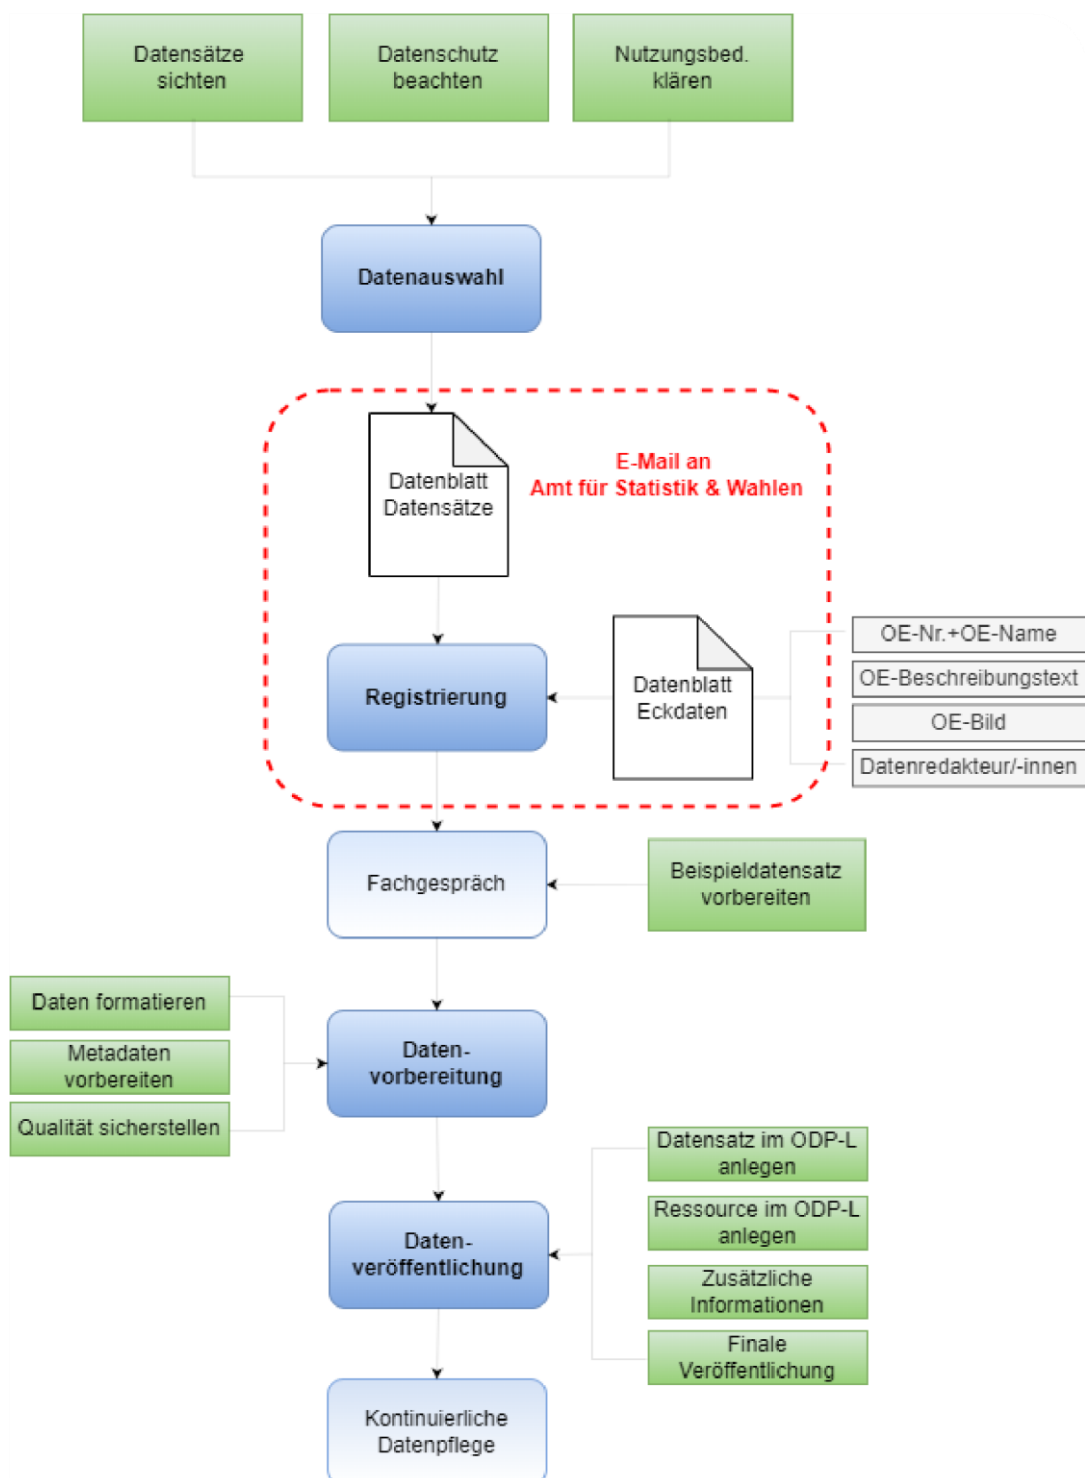 Datensätze
sichten
Datenschutz
beachten
Nutzungsbed.
klären
Datenauswahl
Datenblatt
Datensätze
E-Mail an
Amt für Statistik & Wahlen
Registrierung
Datenblatt
Eckdaten
OE-Nr.+OE-Name
OE-Beschreibungstext
OE-Bild
Datenredakteur/-innen
Fachgespräch
Beispieldatensatz
vorbereiten
Daten formatieren
Metadaten
vorbereiten
Qualität sicherstellen
Daten-
vorbereitung
Datensatz im ODP-L
anlegen
Ressource im ODP-L
anlegen
Zusätzliche
Informationen
Finale
Veröffentlichung
Daten-
veröffentlichung
Kontinuierliche
Datenpflege